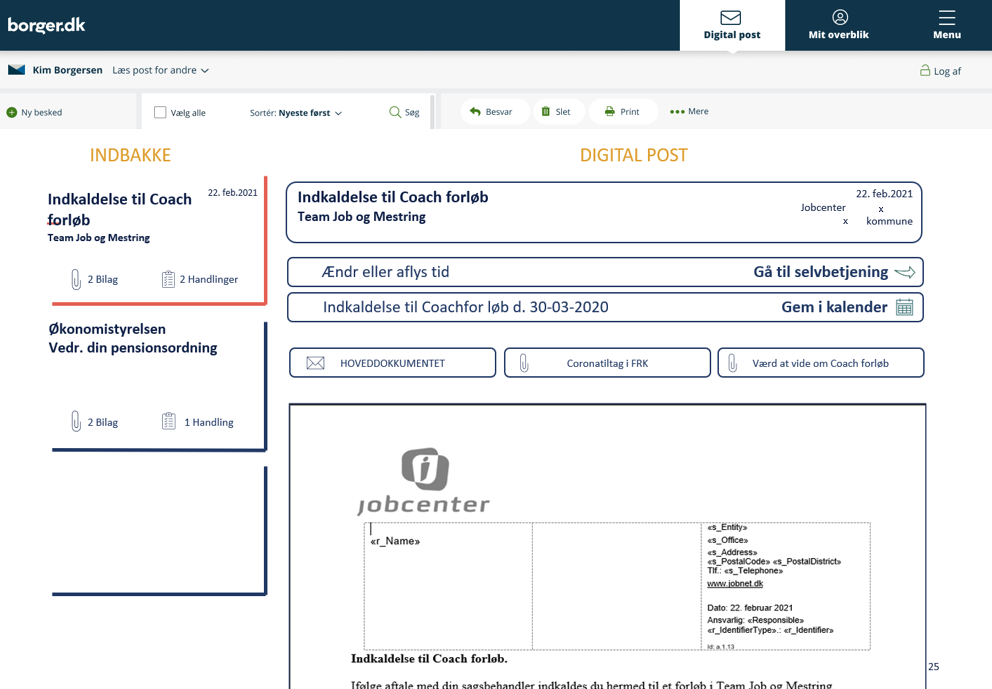 borger.dk
Digital post
Mit overblik
Menu
Kim Borgersen
Læs post for andre
Log af
Ny besked
Vælg alle
Sortér: Nyeste først
Søg
Besvar
Slet
Print
Mere
INDBAKKE
Indkaldelse til Coach
forløb
22. feb.2021
Team Job og Mestring
2 Bilag
2 Handlinger
Økonomistyrelsen
Vedr. din pensionsordning
2 Bilag
1 Handling
DIGITAL POST
Indkaldelse til Coach forløb
Team Job og Mestring
22. feb.2021
Jobcenter x
x kommune
Ændr eller aflys tid
Gå til selvbetjening
Indkaldelse til Coachfor løb d. 30-03-2020
Gem i kalender
HOVEDDOKKUMENTET
Coronatiltag i FRK
Værd at vide om Coach forløb
jobcenter
«r_Name»
«s_Entity»
«s_Office»
«s_Address»
«s_PostalCode» «s_PostalDistrict»
Tlf.: «s_Telephone»
www.jobnet.dk
Dato: 22. februar 2021
Ansvarlig: «Responsible»
«r_IdentifierType».: «r_Identifier»
Id: a.1.13
Indkaldelse til Coach forløb.
Ifølge aftale med din sagsbehandler indkaldes du hermed til et forløb i Team Job og Mestring
25